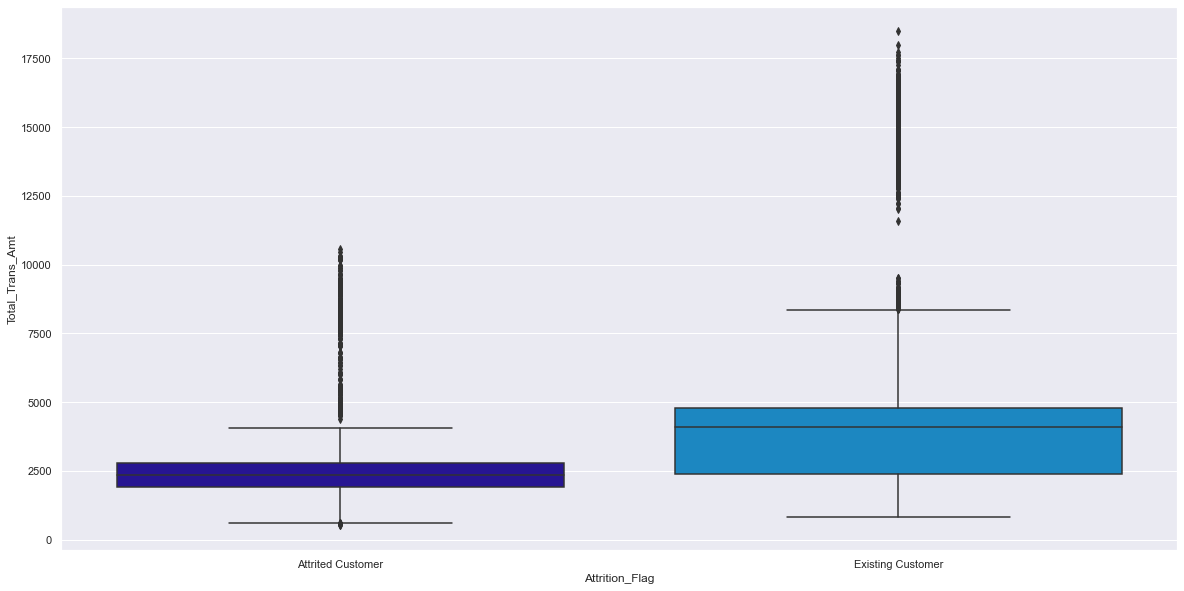 17500
15000
12500
10000
7500
5000
2500
0
Total_Trans_Amt
Attrited Customer
Existing Customer
Attrition_Flag